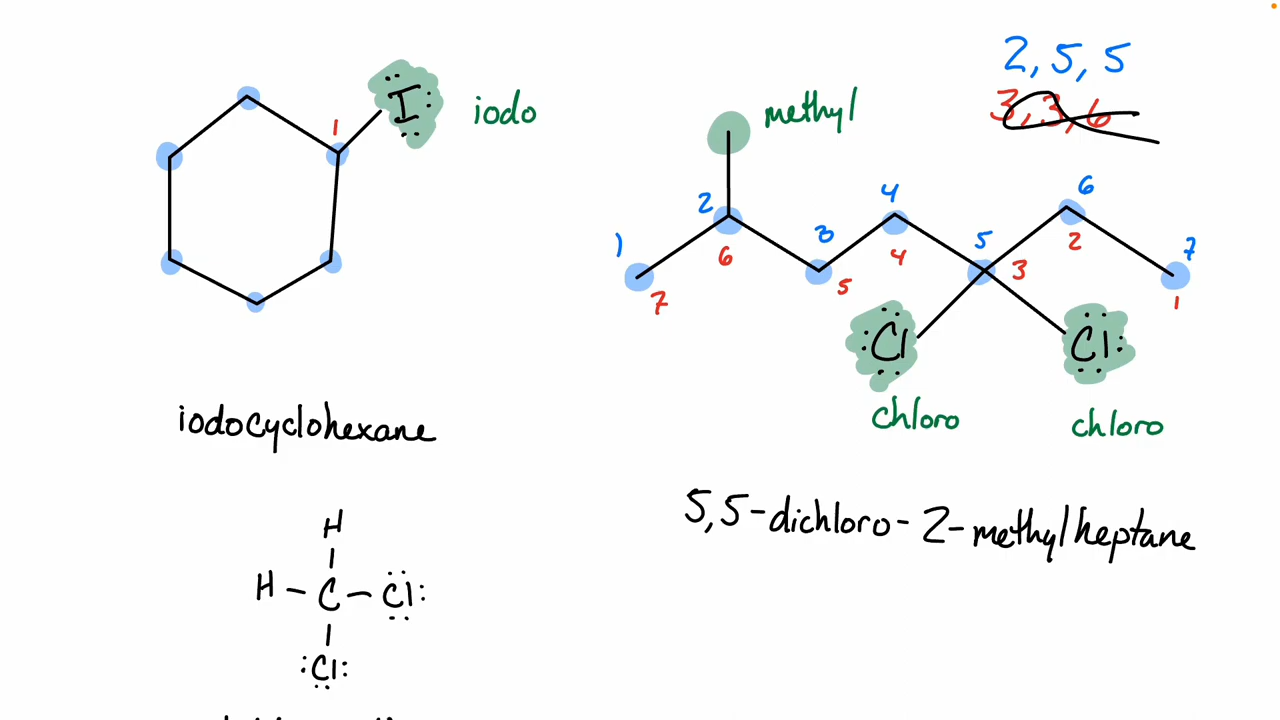 2, 5, 5
3, 3, 6
I
iodo
methyl
1
1 2 3 4 5 6 7
7 6 5 4 3 2 1
Cl Cl
chloro chloro
iodocyclohexane
5,5-dichloro-2-methylheptane
H
H-C-Cl
Cl